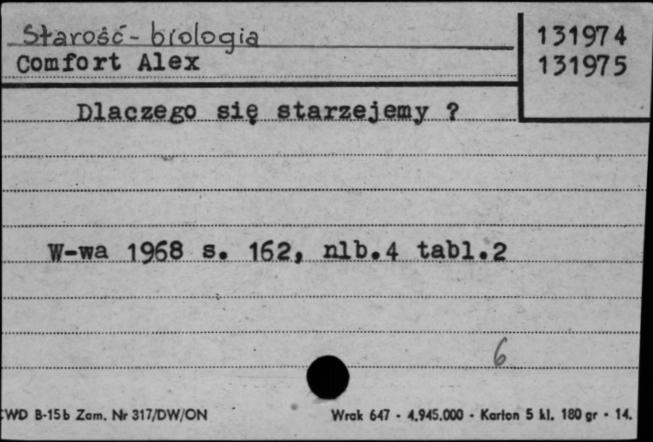 Starość - biologia
131974
Comfort Alex
131975
Dlaczego się starzejemy ?
W-wa 1968 s. 162, nlb.4 tabl.2
6
CWD B-15b Zam. Nr 317/DW/ON
Wrak 647 - 4.945.000 - Karton 5 kl. 180 gr - 14.